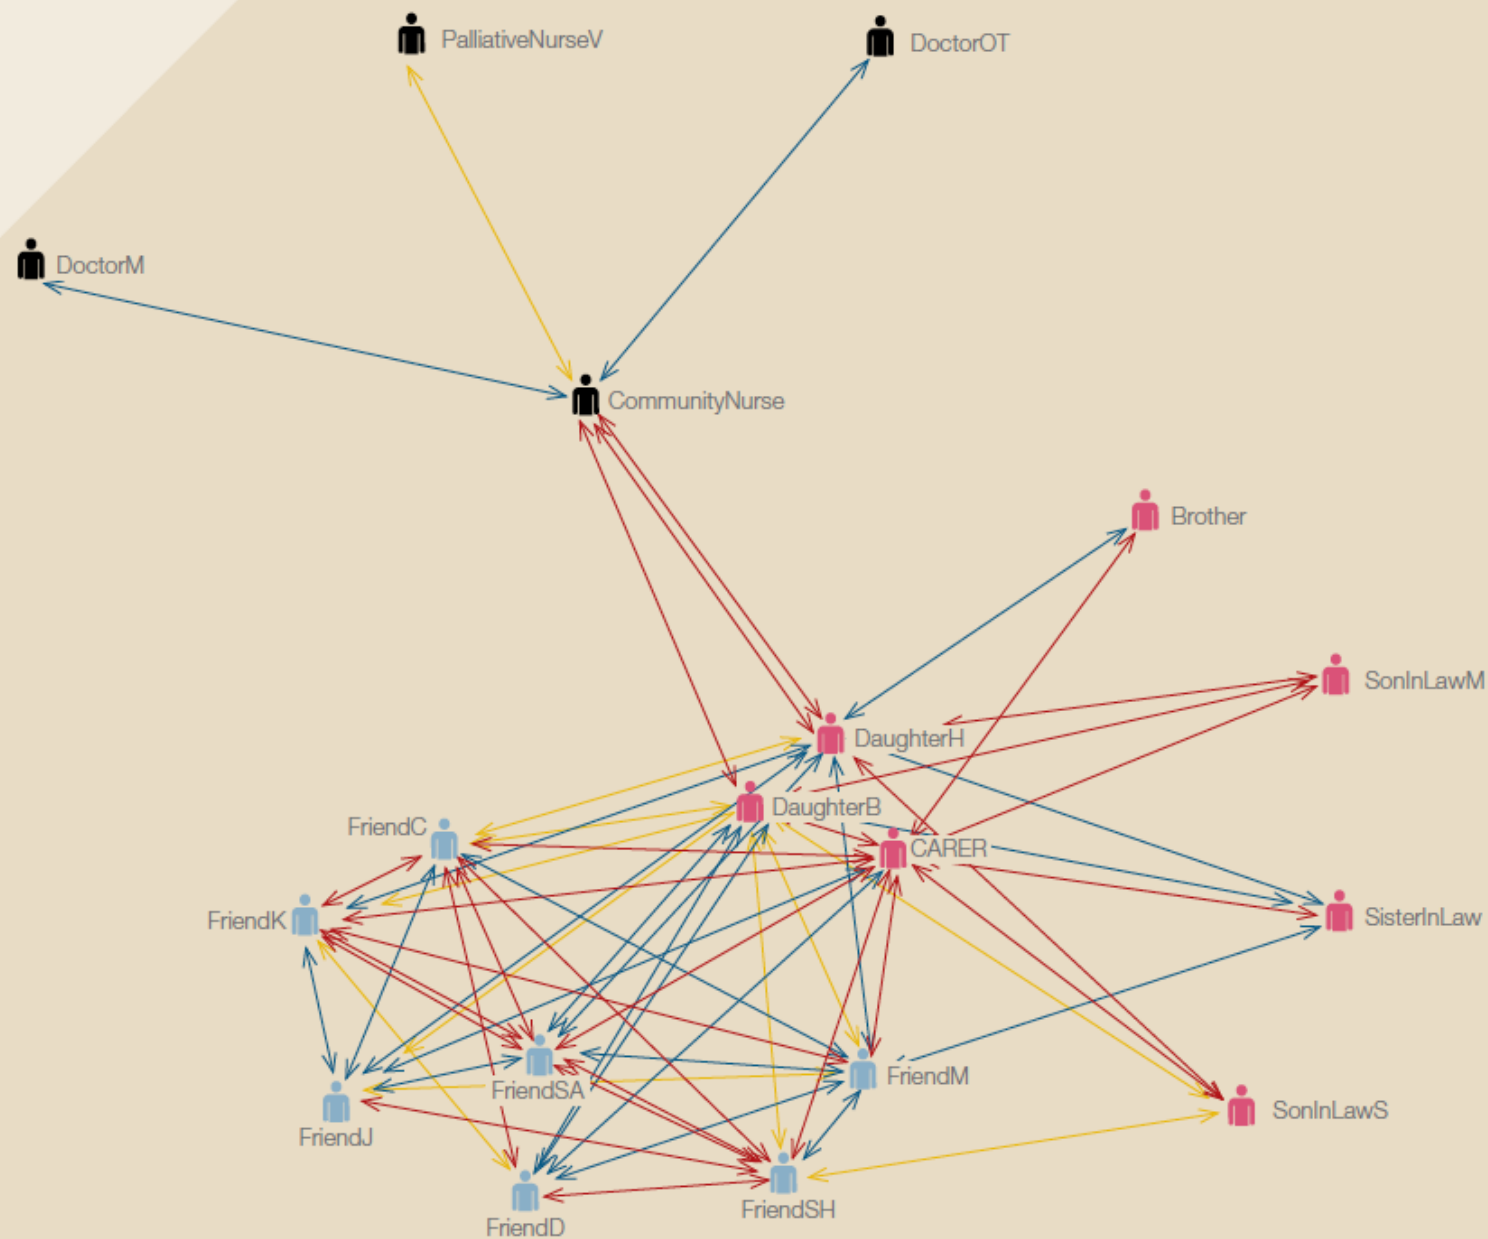 PalliativeNurseV
DoctorOT
DoctorM
CommunityNurse
Brother
SonInLawM
DaughterH
DaughterB
FriendC
CARER
FriendK
SisterInLaw
FriendM
FriendSA
SonInLawS
FriendJ
FriendSH
FriendD